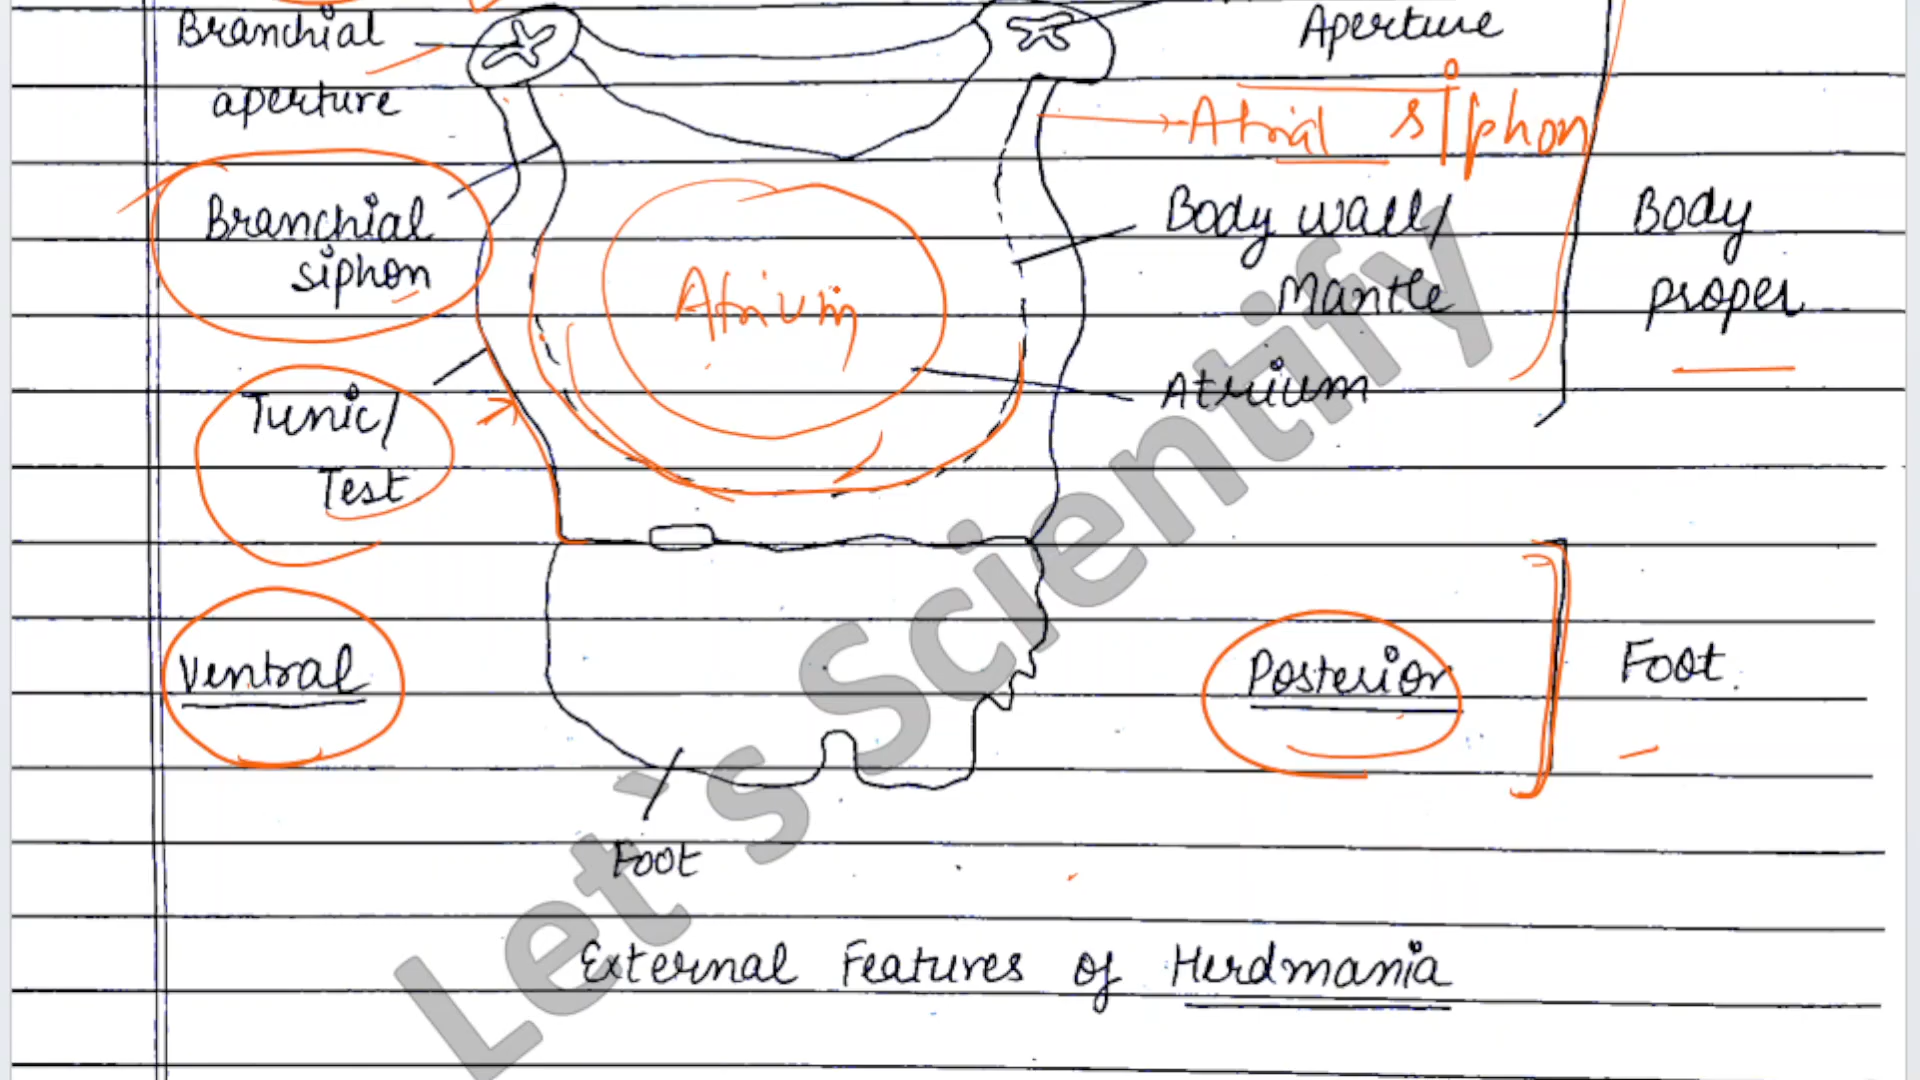 Branchial
aperture
Aperture
Atrial siphon
Branchial
siphon
Body wall/
Mantle
Body
proper
Atrium
Atrium
Tunic/
Test
Ventral
Posterior
Foot.
Foot
External Features of Herdmania
Let's Scientify